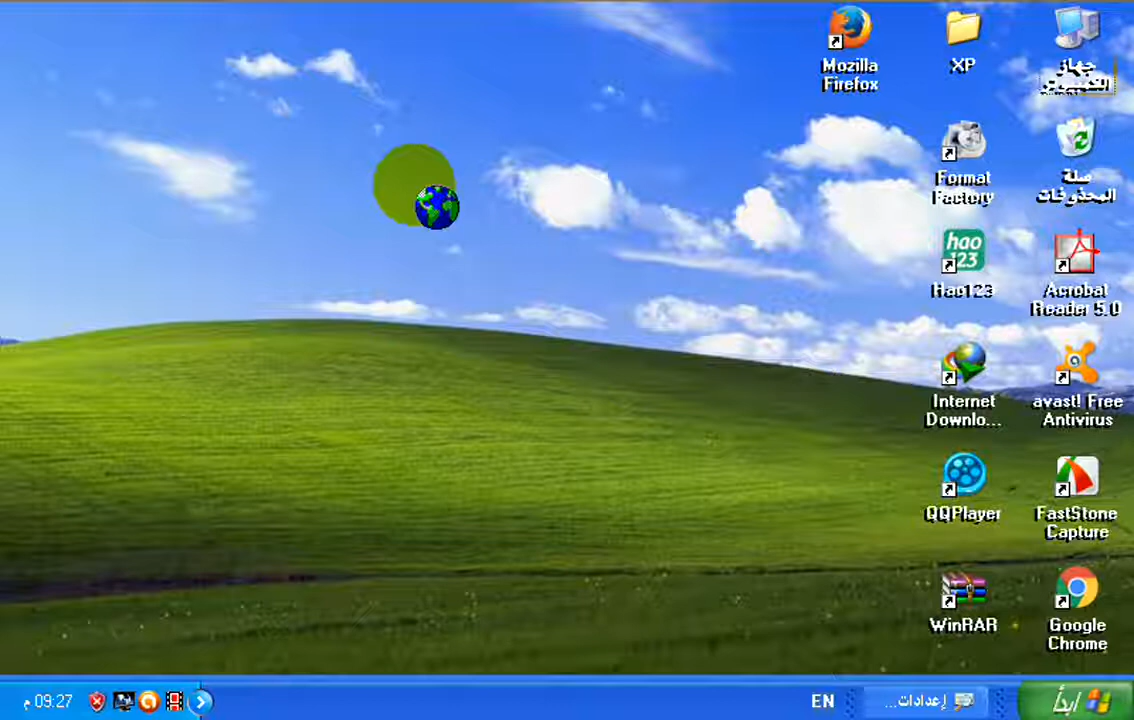 جهاز
الكمبيوتر
سلة
المحذوفات
Acrobat
Reader 5.0
avast! Free
Antivirus
FastStone
Capture
Google
Chrome
XP
Format
Factory
hao
123
Hao123
Internet
Downlo...
QQPlayer
WinRAR
Mozilla
Firefox
ابدأ
إعدادات...
EN
09:27 م